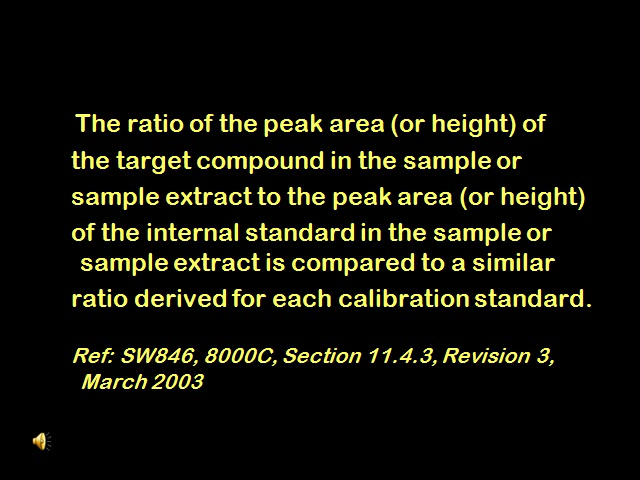 The ratio of the peak area (or height) of
the target compound in the sample or
sample extract to the peak area (or height)
of the internal standard in the sample or
sample extract is compared to a similar
ratio derived for each calibration standard.
Ref: SW846, 8000C, Section 11.4.3, Revision 3,
March 2003